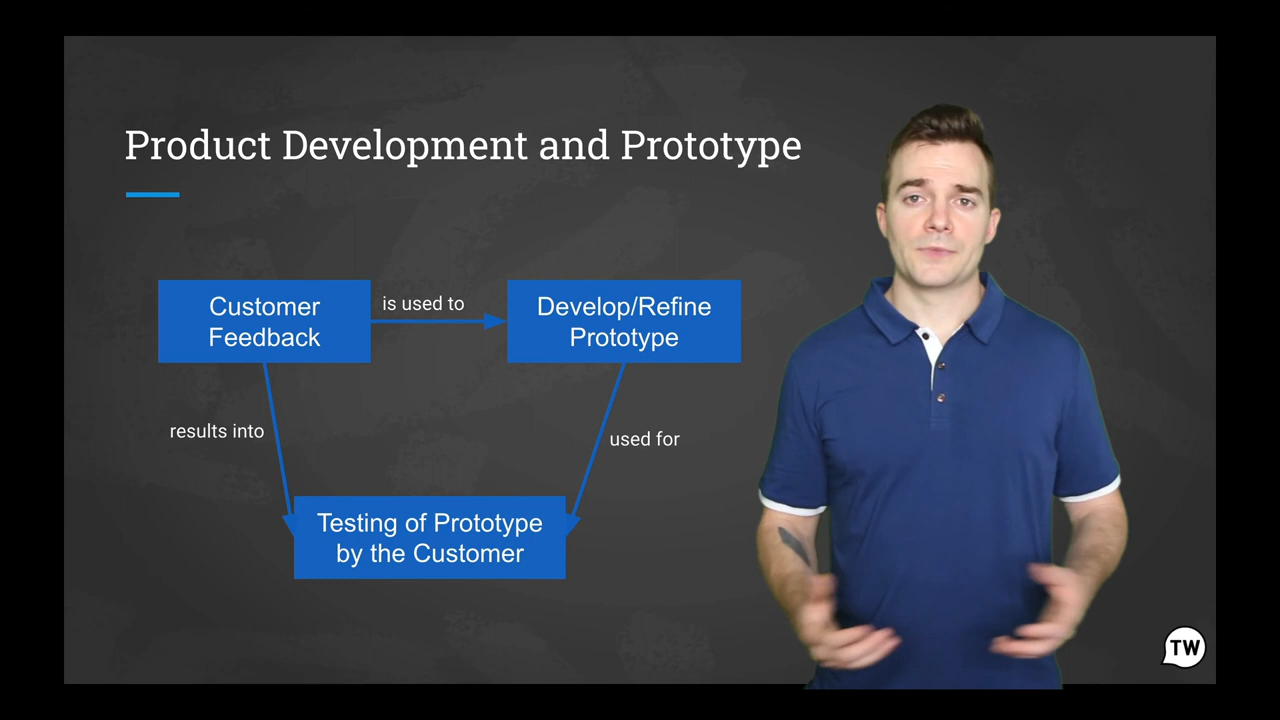 Product Development and Prototype
Customer
Feedback
is used to
Develop/Refine
Prototype
results into
used for
Testing of Prototype
by the Customer
TW